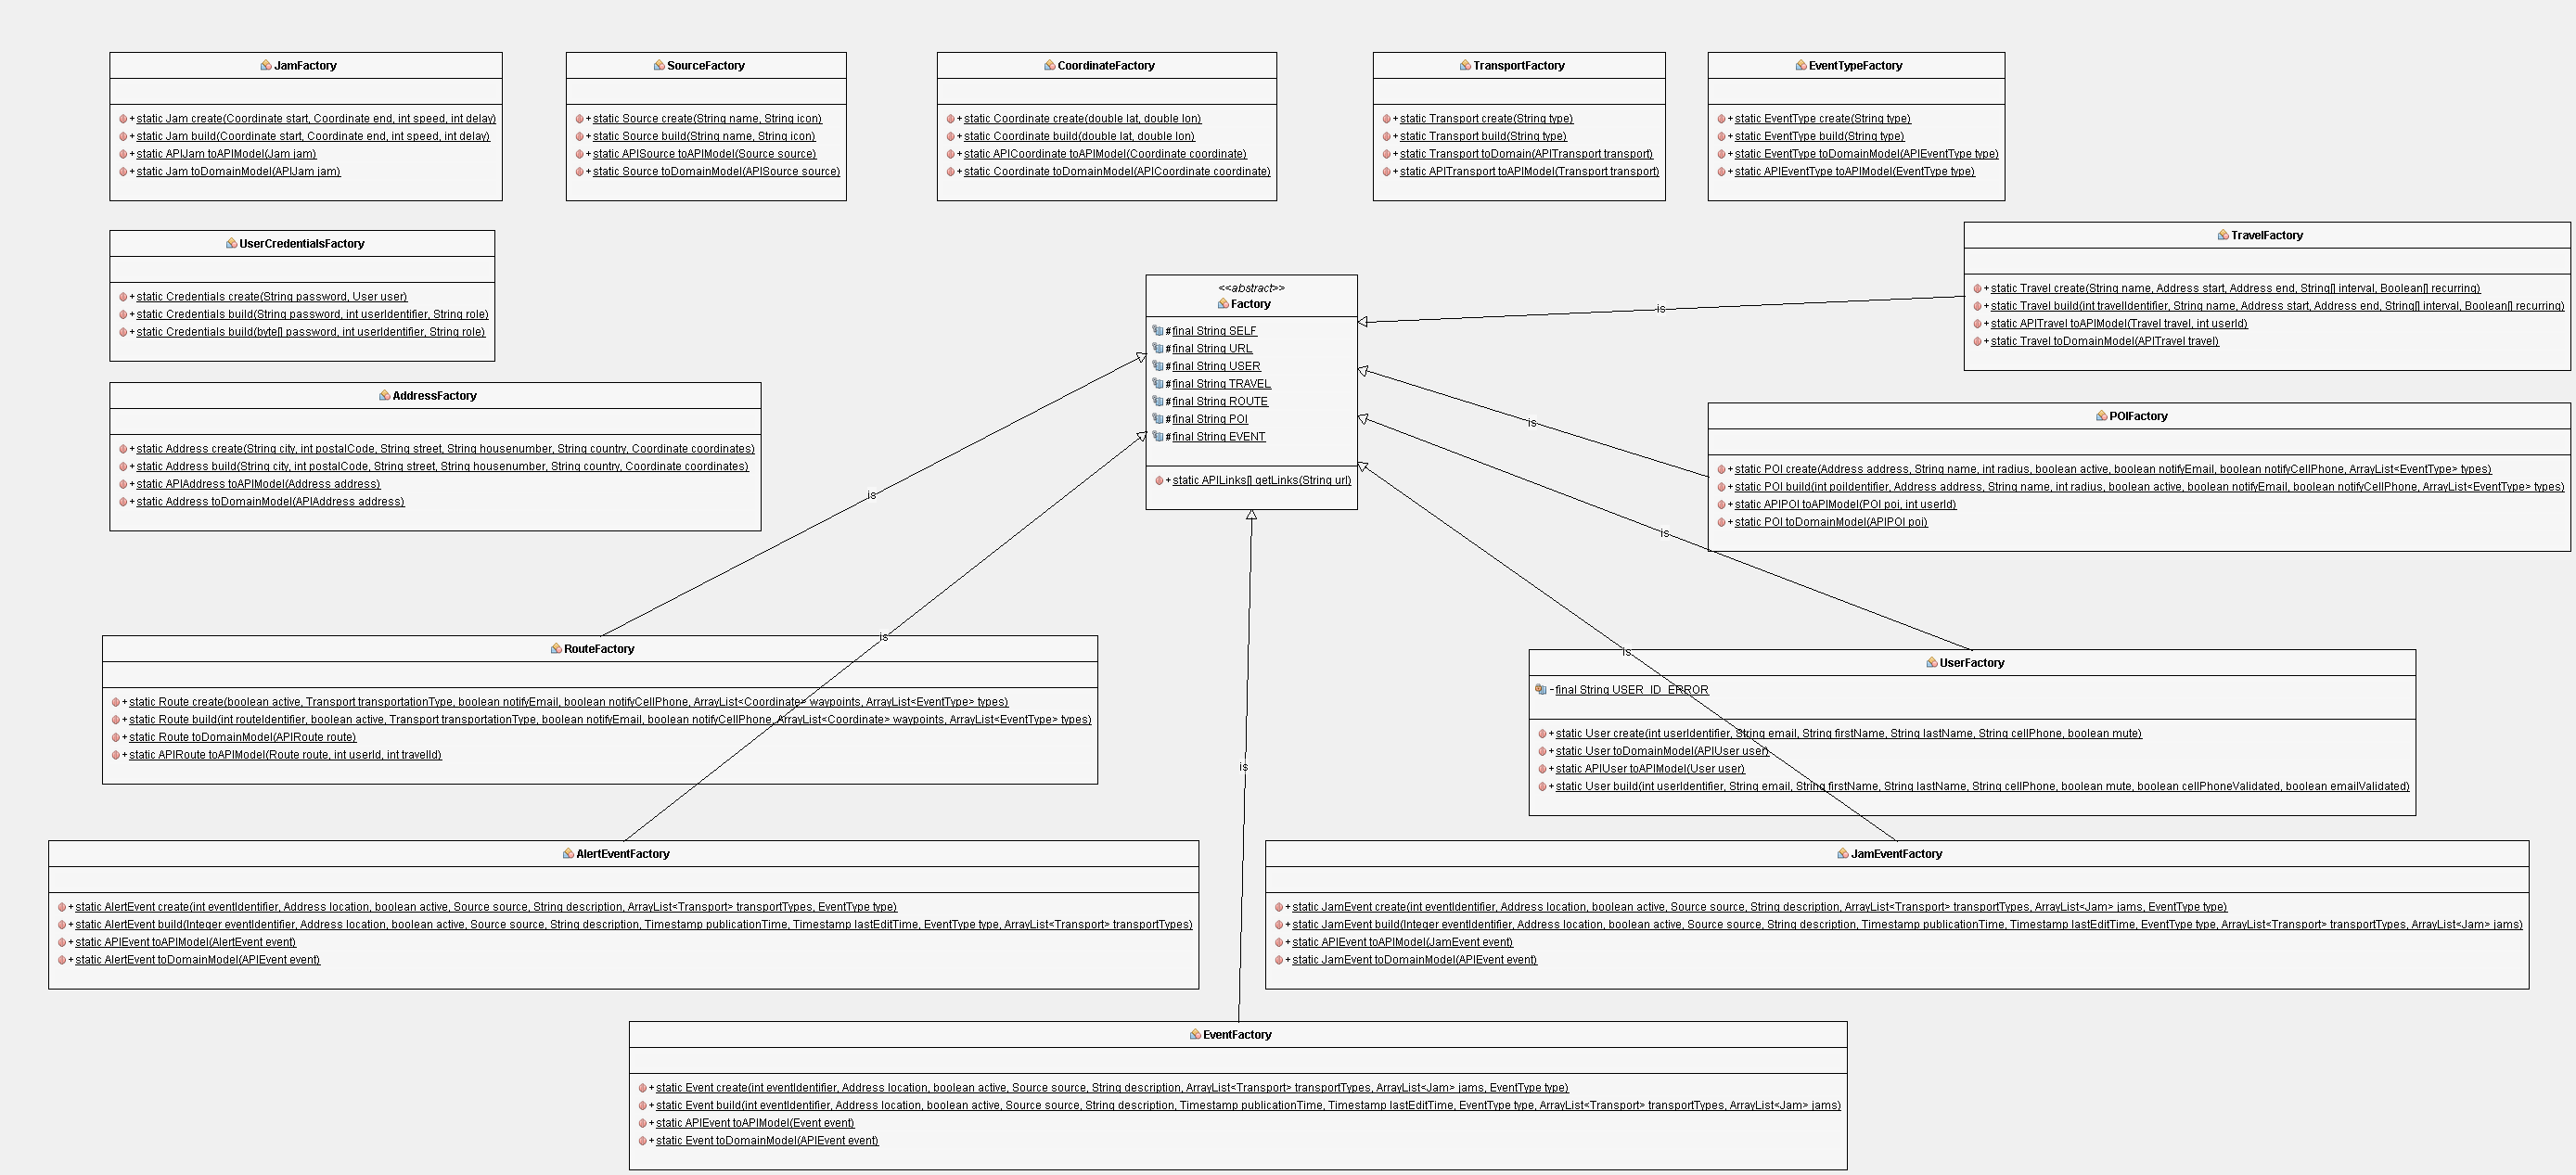 JamFactory
+ static Jam create(Coordinate start, Coordinate end, int speed, int delay)
+ static Jam build(Coordinate start, Coordinate end, int speed, int delay)
+ static APIJam toAPIModel(Jam jam)
+ static Jam toDomainModel(APIJam jam)
SourceFactory
+ static Source create(String name, String icon)
+ static Source build(String name, String icon)
+ static APISource toAPIModel(Source source)
+ static Source toDomainModel(APISource source)
CoordinateFactory
+ static Coordinate create(double lat, double lon)
+ static Coordinate build(double lat, double lon)
+ static APICoordinate toAPIModel(Coordinate coordinate)
+ static Coordinate toDomainModel(APICoordinate coordinate)
TransportFactory
+ static Transport create(String type)
+ static Transport build(String type)
+ static Transport toDomain(APITransport transport)
+ static APITransport toAPIModel(Transport transport)
EventTypeFactory
+ static EventType create(String type)
+ static EventType build(String type)
+ static EventType toDomainModel(APIEventType type)
+ static APIEventType toAPIModel(EventType type)
UserCredentialsFactory
+ static Credentials create(String password, User user)
+ static Credentials build(String password, int userIdentifier, String role)
+ static Credentials build(byte[] password, int userIdentifier, String role)
TravelFactory
+ static Travel create(String name, Address start, Address end, String[] interval, Boolean[] recurring)
+ static Travel build(int travelIdentifier, String name, Address start, Address end, String[] interval, Boolean[] recurring)
+ static APITravel toAPIModel(Travel travel, int userId)
+ static Travel toDomainModel(APITravel travel)
<<abstract>>
Factory
# final String SELF
# final String URL
# final String USER
# final String TRAVEL
# final String ROUTE
# final String POI
# final String EVENT
+ static APILinks[] getLinks(String url)
is
AddressFactory
+ static Address create(String city, int postalCode, String street, String housenumber, String country, Coordinate coordinates)
+ static Address build(String city, int postalCode, String street, String housenumber, String country, Coordinate coordinates)
+ static APIAddress toAPIModel(Address address)
+ static Address toDomainModel(APIAddress address)
is
POIFactory
+ static POI create(Address address, String name, int radius, boolean active, boolean notifyEmail, boolean notifyCellPhone, ArrayList<EventType> types)
+ static POI build(int poiIdentifier, Address address, String name, int radius, boolean active, boolean notifyEmail, boolean notifyCellPhone, ArrayList<EventType> types)
+ static APIPOI toAPIModel(POI poi, int userId)
+ static POI toDomainModel(APIPOI poi)
is
is
is
is
RouteFactory
+ static Route create(boolean active, Transport transportationType, boolean notifyEmail, boolean notifyCellPhone, ArrayList<Coordinate> waypoints, ArrayList<EventType> types)
+ static Route build(int routeIdentifier, boolean active, Transport transportationType, boolean notifyEmail, boolean notifyCellPhone, ArrayList<Coordinate> waypoints, ArrayList<EventType> types)
+ static Route toDomainModel(APIRoute route)
+ static APIRoute toAPIModel(Route route, int userId, int travelId)
UserFactory
- final String USER_ID_ERROR
+ static User create(int userIdentifier, String email, String firstName, String lastName, String cellPhone, boolean mute)
+ static User toDomainModel(APIUser user)
+ static APIUser toAPIModel(User user)
+ static User build(int userIdentifier, String email, String firstName, String lastName, String cellPhone, boolean mute, boolean cellPhoneValidated, boolean emailValidated)
is
AlertEventFactory
+ static AlertEvent create(int eventIdentifier, Address location, boolean active, Source source, String description, ArrayList<Transport> transportTypes, EventType type)
+ static AlertEvent build(Integer eventIdentifier, Address location, boolean active, Source source, String description, Timestamp publicationTime, Timestamp lastEditTime, EventType type, ArrayList<Transport> transportTypes)
+ static APIEvent toAPIModel(AlertEvent event)
+ static AlertEvent toDomainModel(APIEvent event)
JamEventFactory
+ static JamEvent create(int eventIdentifier, Address location, boolean active, Source source, String description, ArrayList<Transport> transportTypes, ArrayList<Jam> jams, EventType type)
+ static JamEvent build(Integer eventIdentifier, Address location, boolean active, Source source, String description, Timestamp publicationTime, Timestamp lastEditTime, EventType type, ArrayList<Transport> transportTypes, ArrayList<Jam> jams)
+ static APIEvent toAPIModel(JamEvent event)
+ static JamEvent toDomainModel(APIEvent event)
EventFactory
+ static Event create(int eventIdentifier, Address location, boolean active, Source source, String description, ArrayList<Transport> transportTypes, ArrayList<Jam> jams, EventType type)
+ static Event build(int eventIdentifier, Address location, boolean active, Source source, String description, Timestamp publicationTime, Timestamp lastEditTime, EventType type, ArrayList<Transport> transportTypes, ArrayList<Jam> jams)
+ static APIEvent toAPIModel(Event event)
+ static Event toDomainModel(APIEvent event)